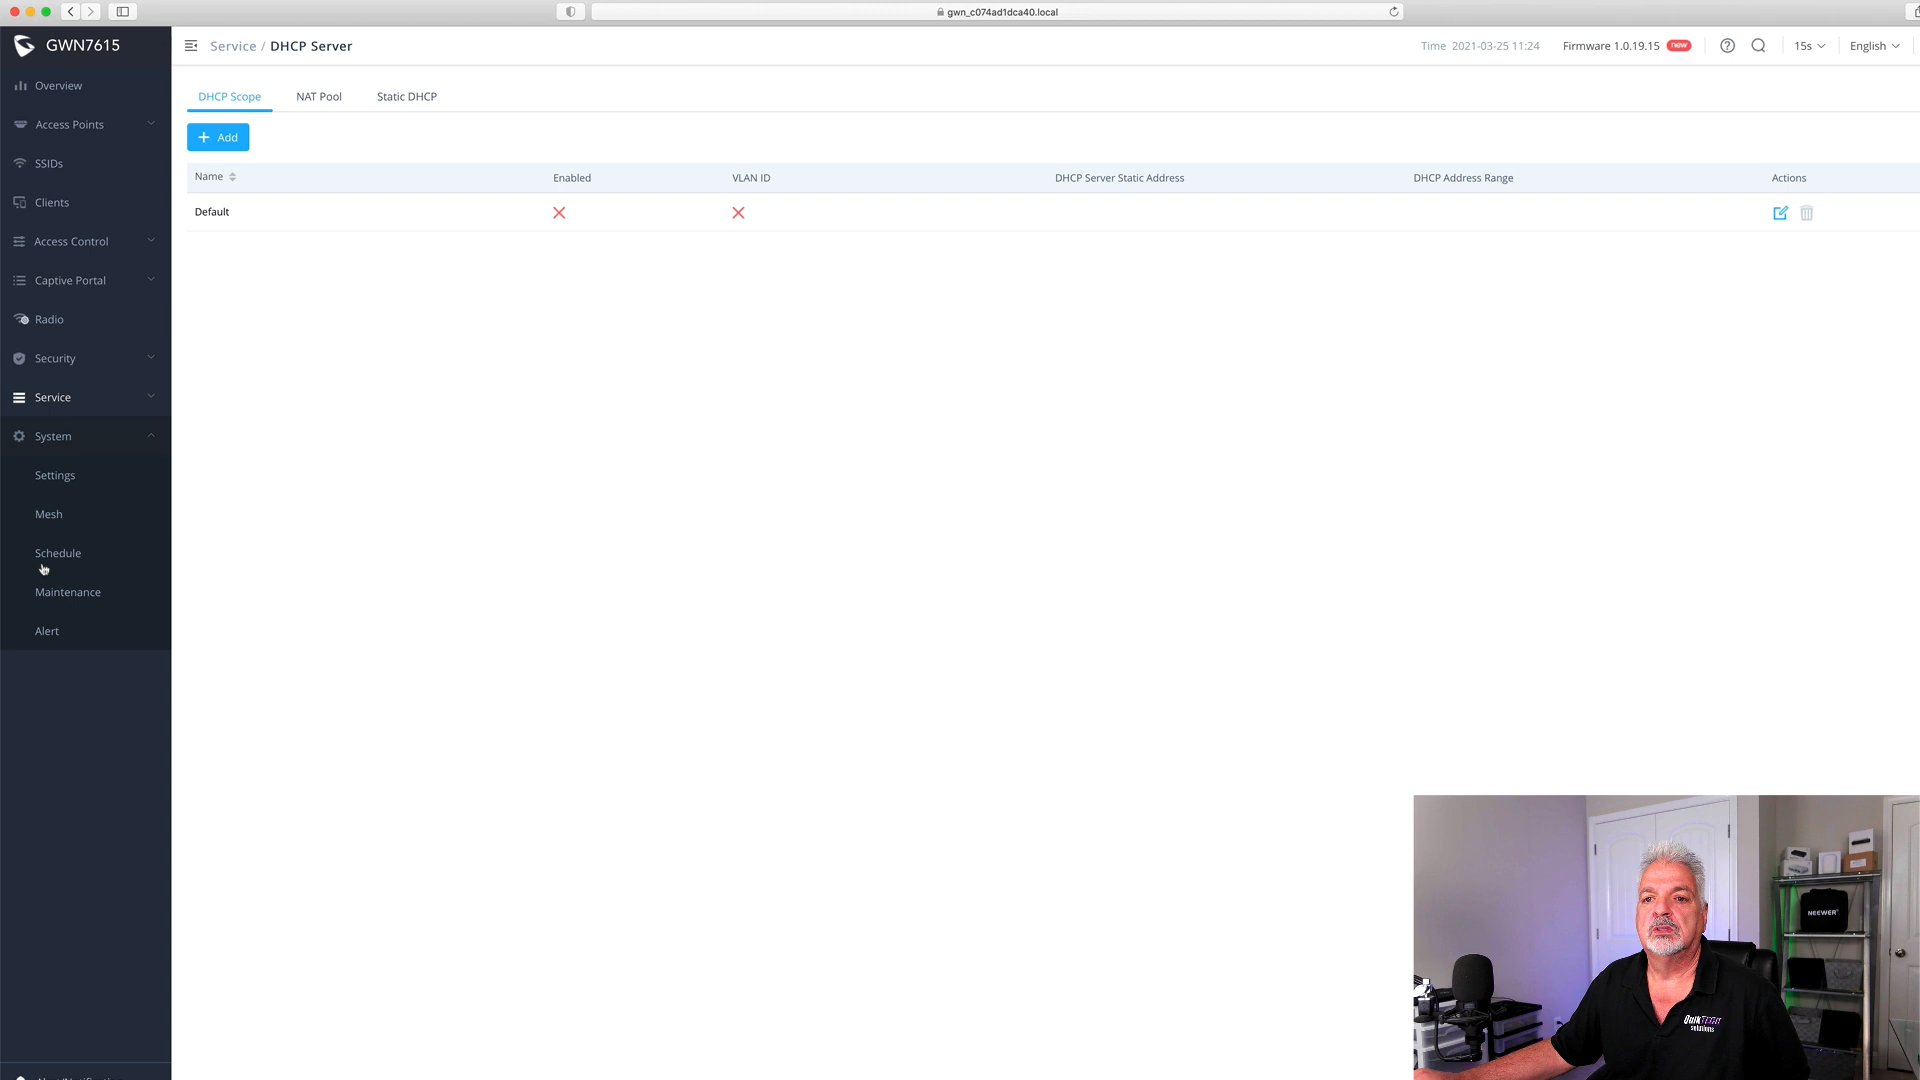 gwn_c074ad1dca40.local
GWN7615
Service / DHCP Server
Time 2021-03-25 11:24
Firmware 1.0.19.15 new
15s
English
Overview
Access Points
SSIDs
Clients
Access Control
Captive Portal
Radio
Security
Service
System
Settings
Mesh
Schedule
Maintenance
Alert
DHCP Scope
NAT Pool
Static DHCP
+ Add
Name
Enabled
VLAN ID
DHCP Server Static Address
DHCP Address Range
Actions
Default
NEEWER
QuikTECH
solutions